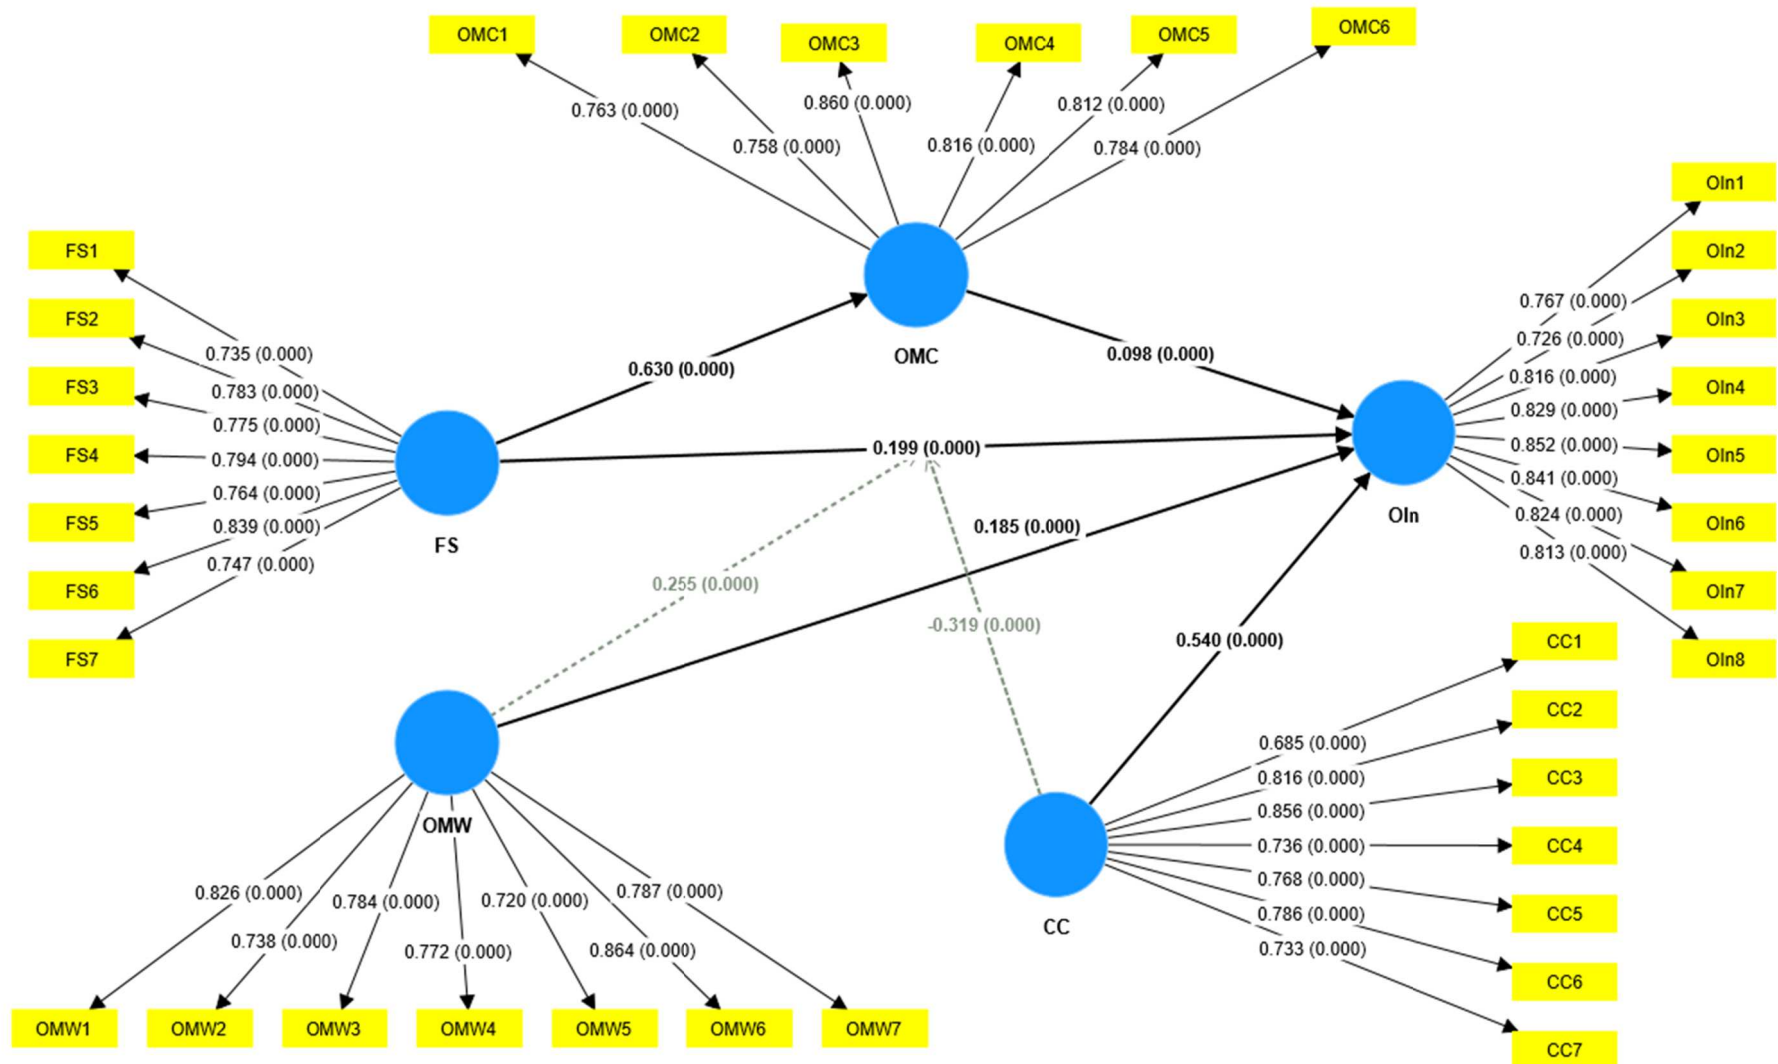 OMC1
OMC2
OMC3
OMC4
OMC5
OMC6
0.763 (0.000)
0.758 (0.000)
0.860 (0.000)
0.816 (0.000)
0.812 (0.000)
0.784 (0.000)
OMC
FS1
FS2
FS3
FS4
FS5
FS6
FS7
0.735 (0.000)
0.783 (0.000)
0.775 (0.000)
0.794 (0.000)
0.764 (0.000)
0.839 (0.000)
0.747 (0.000)
FS
0.630 (0.000)
0.098 (0.000)
0.199 (0.000)
0.185 (0.000)
0.255 (0.000)
-0.319 (0.000)
0.540 (0.000)
OIn
0.767 (0.000)
0.726 (0.000)
0.816 (0.000)
0.829 (0.000)
0.852 (0.000)
0.841 (0.000)
0.824 (0.000)
0.813 (0.000)
OIn1
OIn2
OIn3
OIn4
OIn5
OIn6
OIn7
OIn8
OMW
0.826 (0.000)
0.738 (0.000)
0.784 (0.000)
0.772 (0.000)
0.720 (0.000)
0.864 (0.000)
0.787 (0.000)
OMW1
OMW2
OMW3
OMW4
OMW5
OMW6
OMW7
CC
0.685 (0.000)
0.816 (0.000)
0.856 (0.000)
0.736 (0.000)
0.768 (0.000)
0.786 (0.000)
0.733 (0.000)
CC1
CC2
CC3
CC4
CC5
CC6
CC7